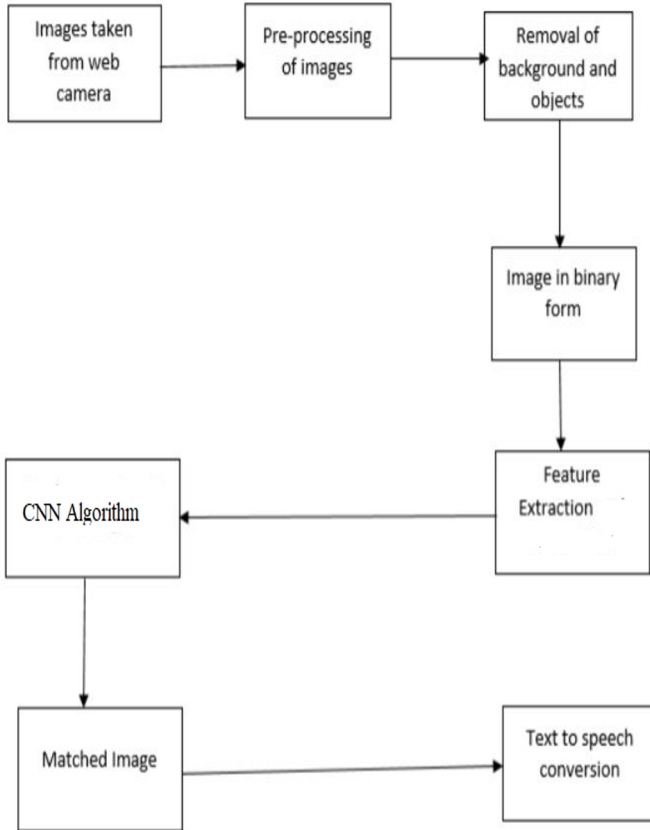 Images taken
from web
camera
Pre-processing
of images
Removal of
background and
objects
Image in binary
form
Feature
Extraction
CNN Algorithm
Matched Image
Text to speech
conversion